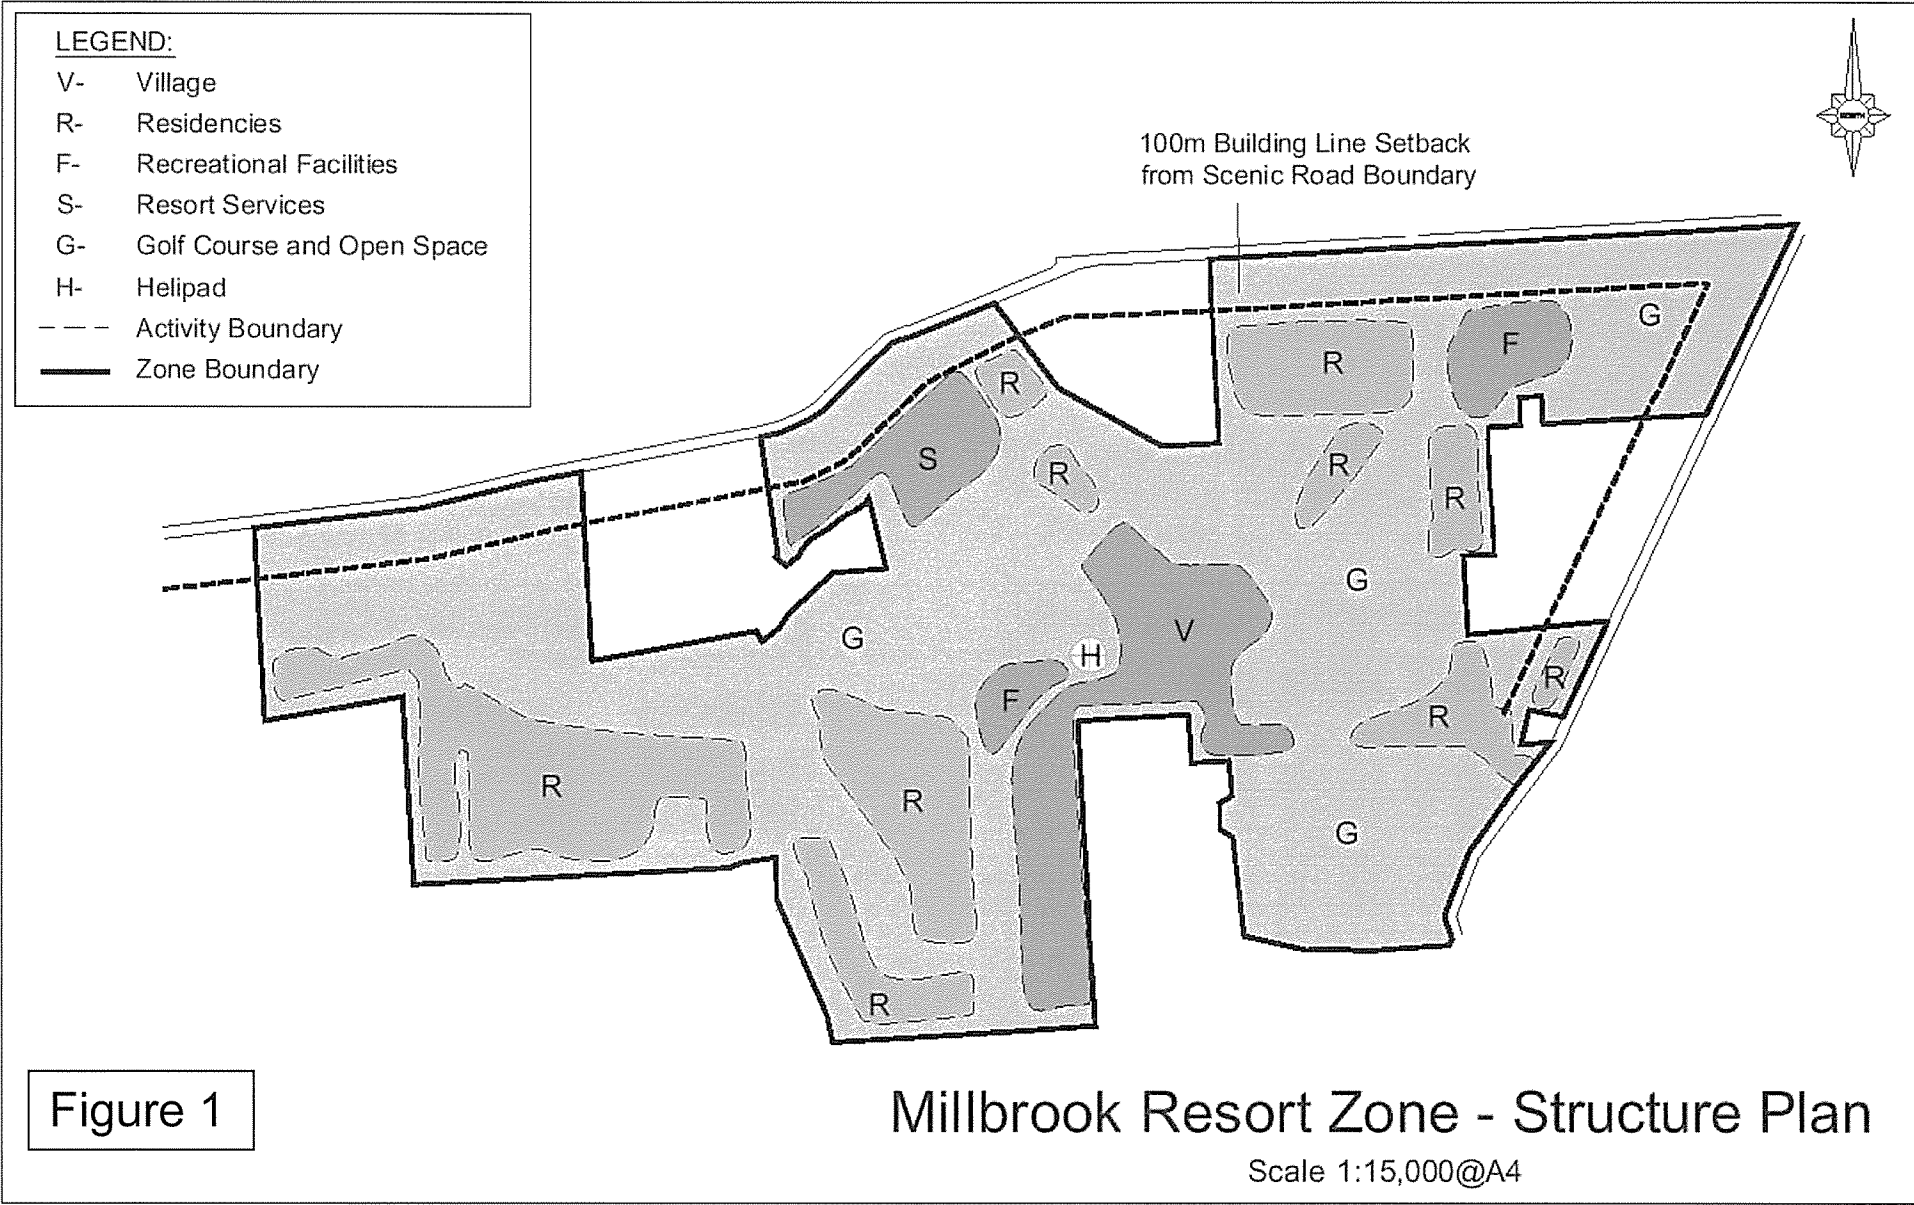 LEGEND:
V- Village
R- Residencies
F- Recreational Facilities
S- Resort Services
G- Golf Course and Open Space
H- Helipad
Activity Boundary
Zone Boundary
100m Building Line Setback
from Scenic Road Boundary
G
F
R
R
S
R
R
R
G
V
G
H
R
F
R
R
R
G
R
Figure 1
Millbrook Resort Zone - Structure Plan
Scale 1:15,000@A4